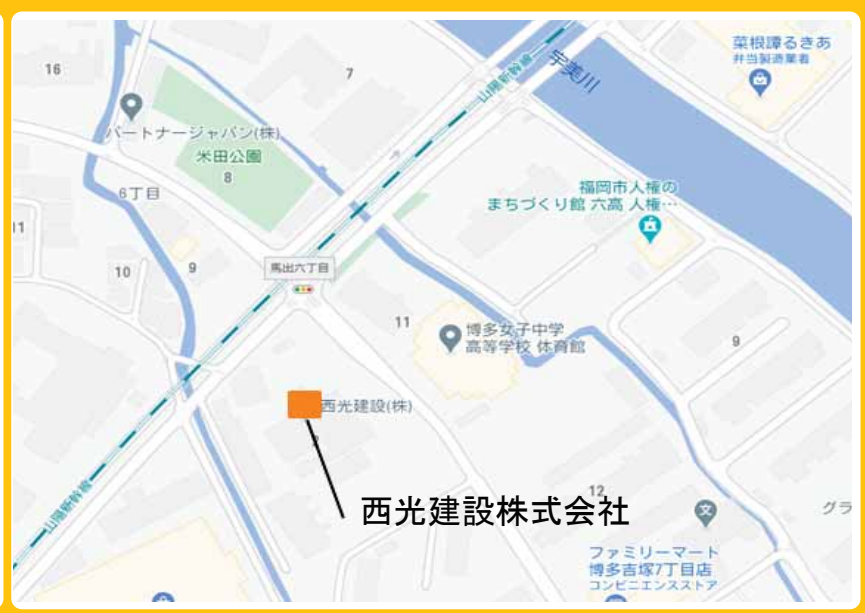 菜根譚るきあ
弁当製造業者
宇美川
山陽新幹線
16
7
パートナージャパン(株)
米田公園
8
6丁目
福岡市人権の
まちづくり館 六高 人権…
11
10
9
馬出六丁目
11
博多女子中学
高等学校 体育館
9
西光建設(株)
西光建設株式会社
12
グラ
山陽新幹線
ファミリーマート
博多吉塚7丁目店
コンビニエンスストア